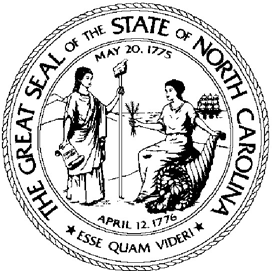 THE GREAT SEAL OF THE STATE OF NORTH CAROLINA
MAY 20, 1775
APRIL 12, 1776
★ ESSE QUAM VIDERI ★